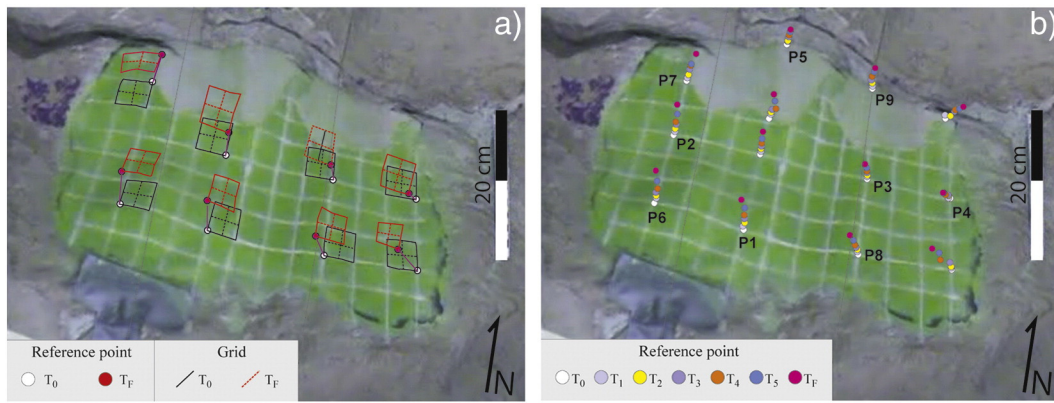 a)
20 cm
N
Reference point
T0
TF
Grid
T0
TF
b)
P5
P7
P9
P2
P3
P6
P4
P1
P8
20 cm
N
Reference point
T0 T1 T2 T3 T4 T5 TF